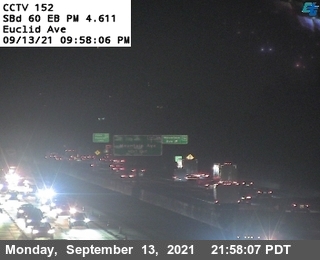 CCTV 152
SBd 60 EB PM 4.611
Euclid Ave
09/13/21 09:58:06 PM
Monday, September 13, 2021 21:58:07 PDT